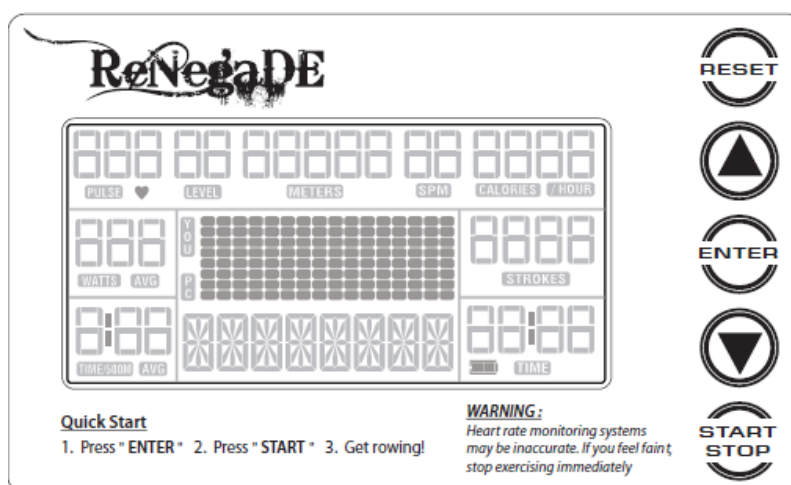 ReNegaDE
RESET
PULSE LEVEL METERS SPM CALORIES / HOUR
YOU
PC
WATTS AVG
STROKES
ENTER
TIME/500M AVG
TIME
Quick Start
1. Press " ENTER " 2. Press " START " 3. Get rowing!
WARNING :
Heart rate monitoring systems
may be inaccurate. If you feel faint,
stop exercising immediately
START
STOP